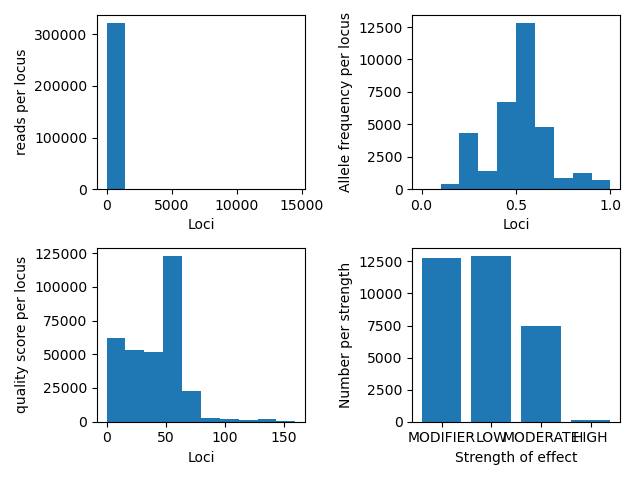 reads per locus
300000
200000
100000
0
0 5000 10000 15000
Loci
Allele frequency per locus
12500
10000
7500
5000
2500
0
0.0 0.5 1.0
Loci
quality score per locus
125000
100000
75000
50000
25000
0
0 50 100 150
Loci
Number per strength
12500
10000
7500
5000
2500
0
MODIFIER LOW MODERATE HIGH
Strength of effect